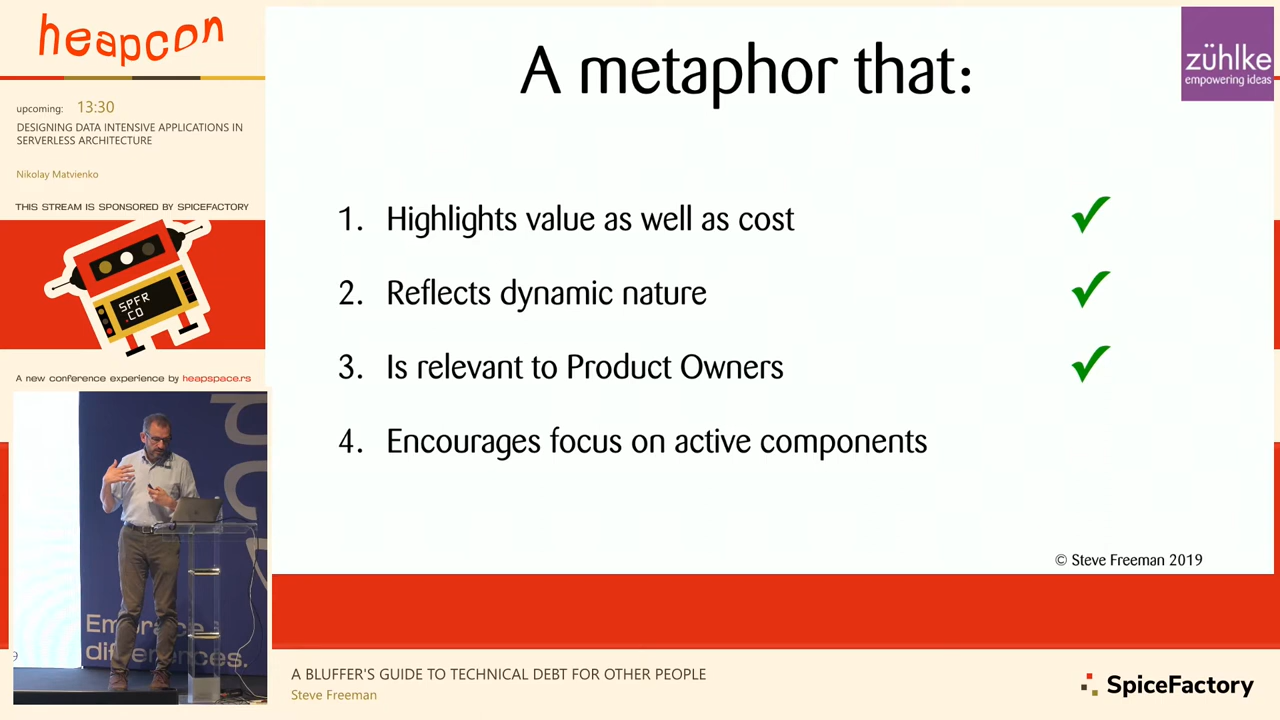 heapcon
upcoming: 13:30
DESIGNING DATA INTENSIVE APPLICATIONS IN
SERVERLESS ARCHITECTURE
Nikolay Matvienko
THIS STREAM IS SPONSORED BY SPICEFACTORY
SPFR
.CO
A new conference experience by heapspace.rs
A metaphor that:
zühlke
empowering ideas
1. Highlights value as well as cost
2. Reflects dynamic nature
3. Is relevant to Product Owners
4. Encourages focus on active components
© Steve Freeman 2019
differences.
9
A BLUFFER'S GUIDE TO TECHNICAL DEBT FOR OTHER PEOPLE
Steve Freeman
SpiceFactory